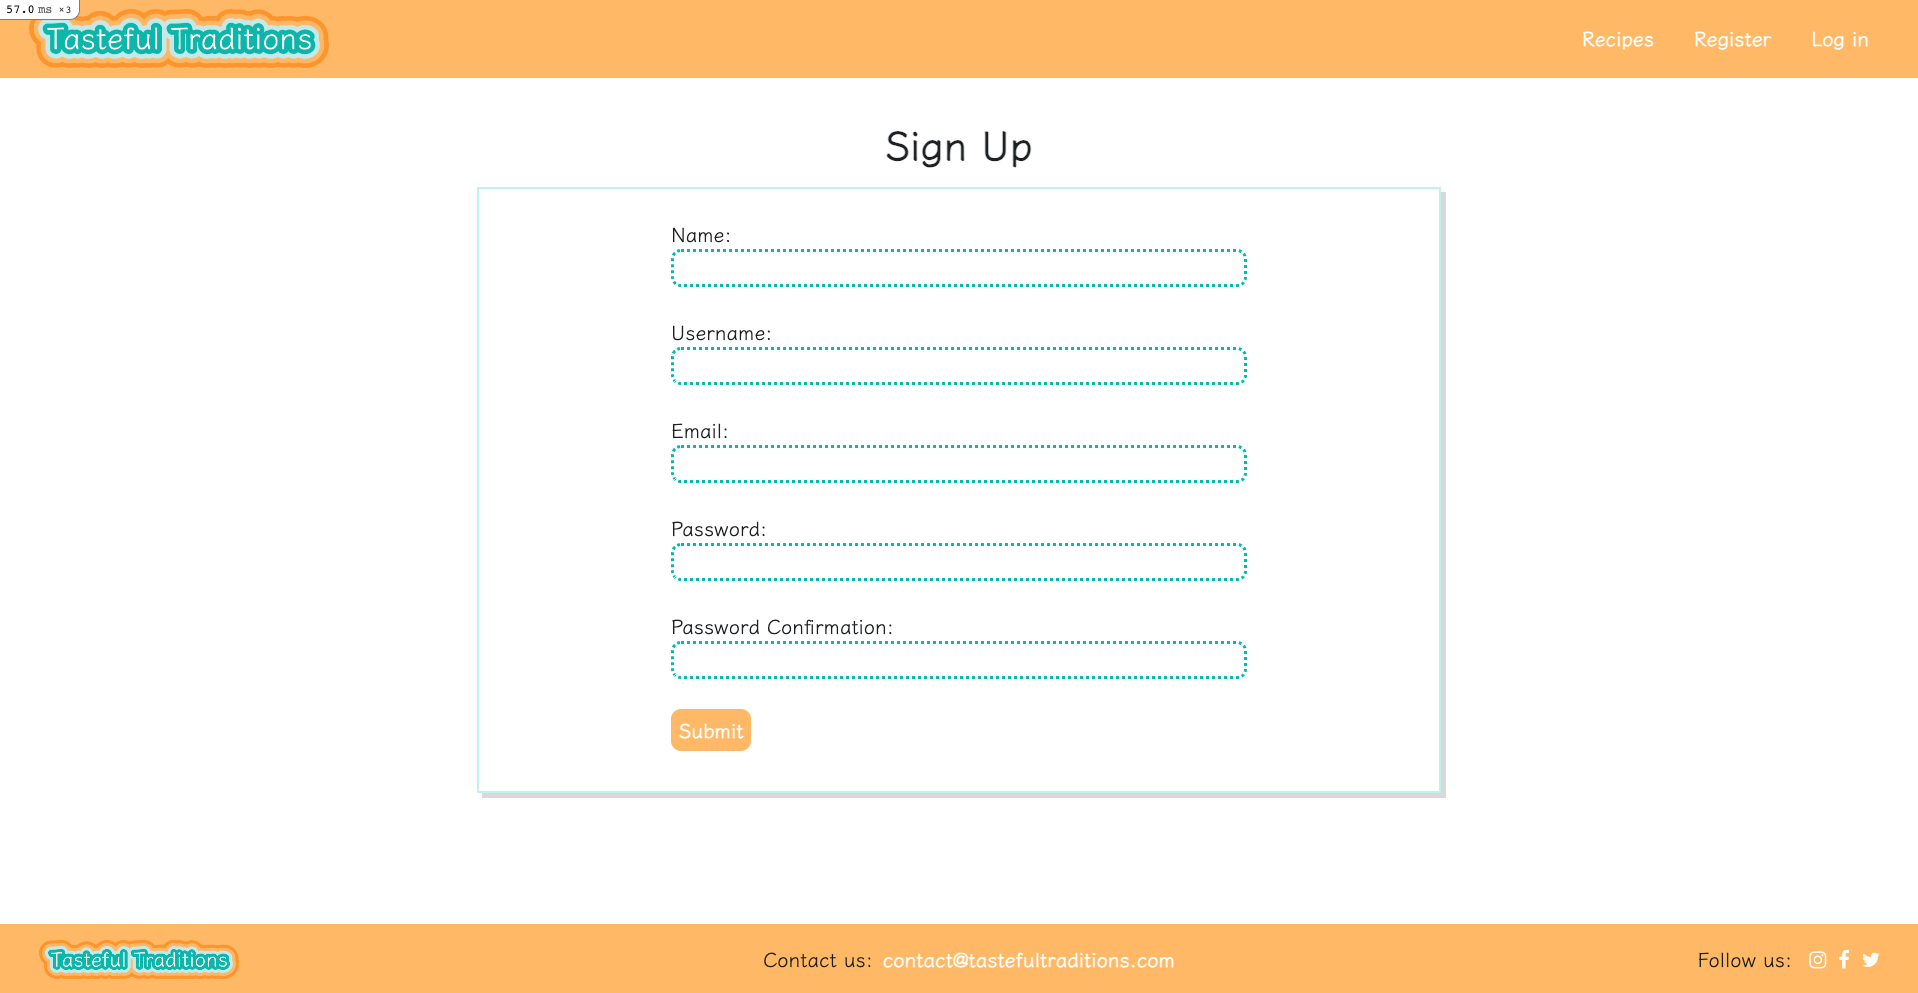 57.0 ms ×3
Tasteful Traditions
Recipes Register Log in
Sign Up
Name:
Username:
Email:
Password:
Password Confirmation:
Submit
Tasteful Traditions
Contact us: contact@tastefultraditions.com
Follow us: